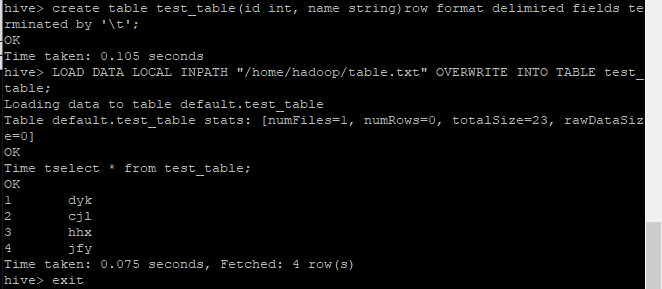 hive> create table test_table(id int, name string)row format delimited fields te
rminated by '\t';
OK
Time taken: 0.105 seconds
hive> LOAD DATA LOCAL INPATH "/home/hadoop/table.txt" OVERWRITE INTO TABLE test_
table;
Loading data to table default.test_table
Table default.test_table stats: [numFiles=1, numRows=0, totalSize=23, rawDataSiz
e=0]
OK
Time tselect * from test_table;
OK
1 dyk
2 cjl
3 hhx
4 jfy
Time taken: 0.075 seconds, Fetched: 4 row(s)
hive> exit